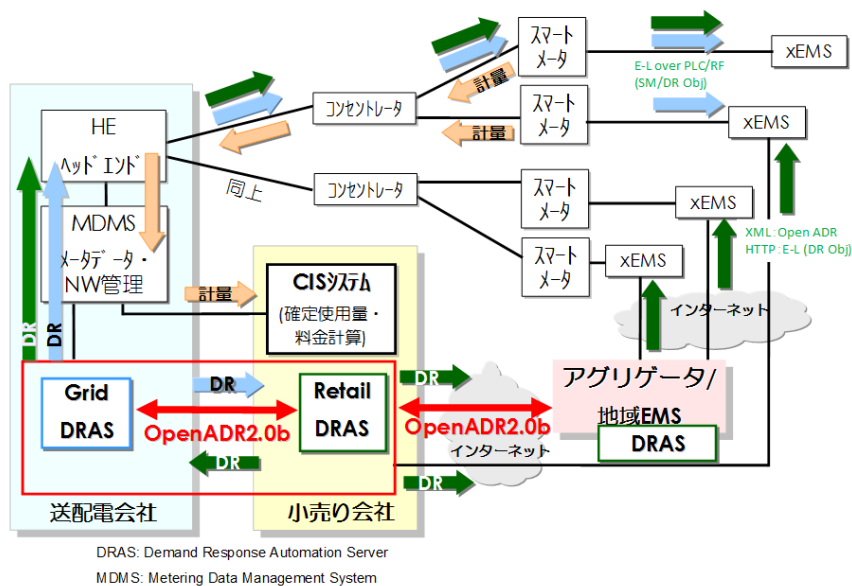 スマート
メータ
E-L over PLC/RF
(SM/DR Obj)
xEMS
計量
HE
ﾍｯﾄﾞｴﾝﾄﾞ
コンセントレータ
計量
スマート
メータ
xEMS
同上
コンセントレータ
スマート
メータ
xEMS
MDMS
ﾒｰﾀﾃﾞｰﾀ・
NW管理
スマート
メータ
xEMS
XML：Open ADR
HTTP：E-L (DR Obj)
計量
CISｼｽﾃﾑ
(確定使用量・
料金計算)
インターネット
DR
DR
Grid
DRAS
DR
OpenADR2.0b
DR
Retail
DRAS
DR
OpenADR2.0b
インターネット
DR
アグリゲータ/
地域EMS
DRAS
送配電会社
小売り会社
DRAS: Demand Response Automation Server
MDMS: Metering Data Management System